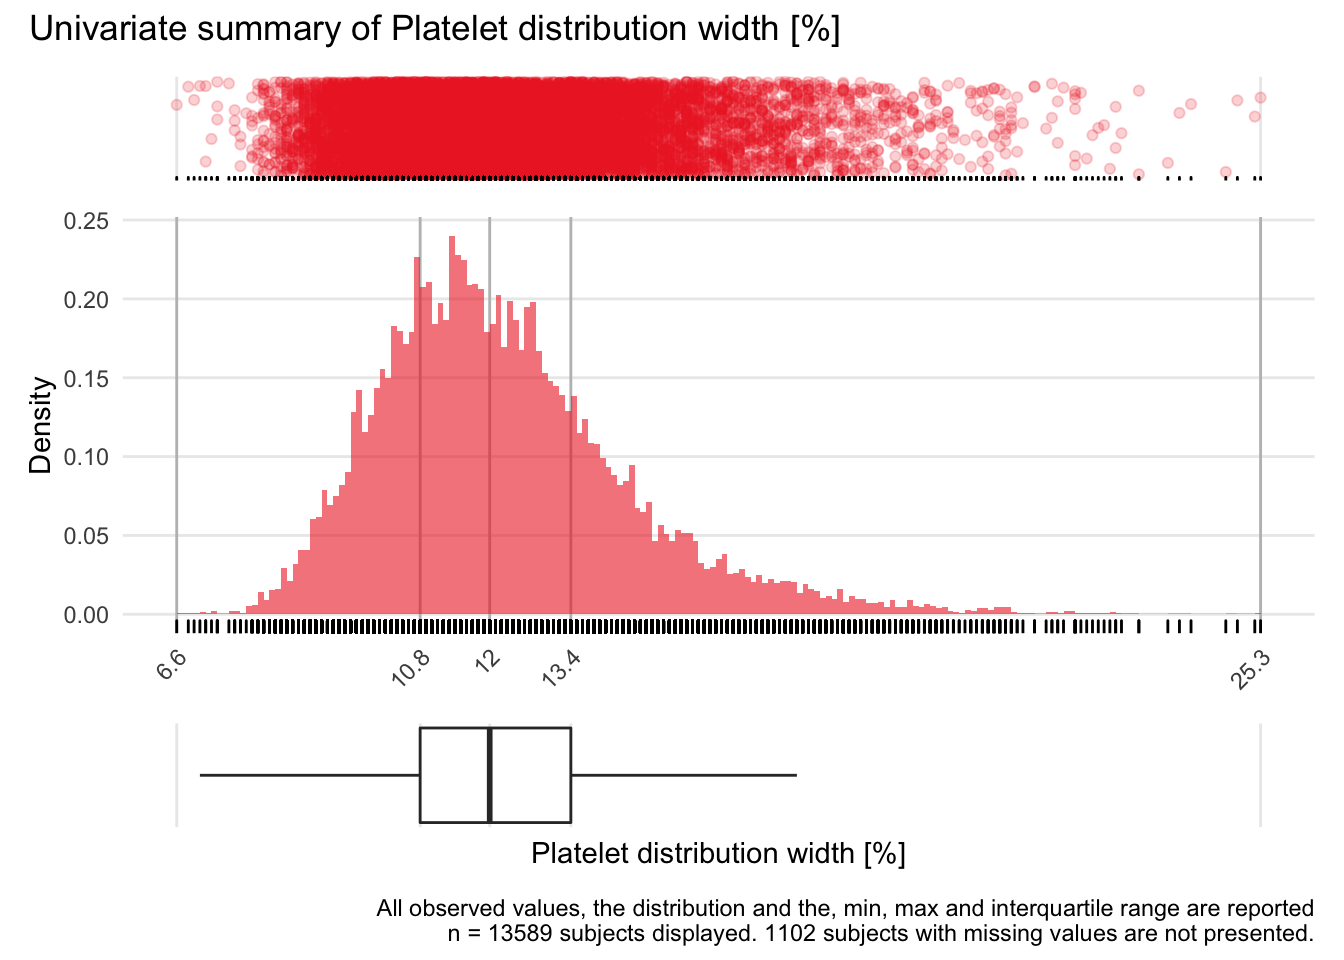 Univariate summary of Platelet distribution width [%]
0.25
0.20
0.15
0.10
0.05
0.00
Density
6.6
10.8
12
13.4
25.3
Platelet distribution width [%]
All observed values, the distribution and the, min, max and interquartile range are reported
n = 13589 subjects displayed. 1102 subjects with missing values are not presented.